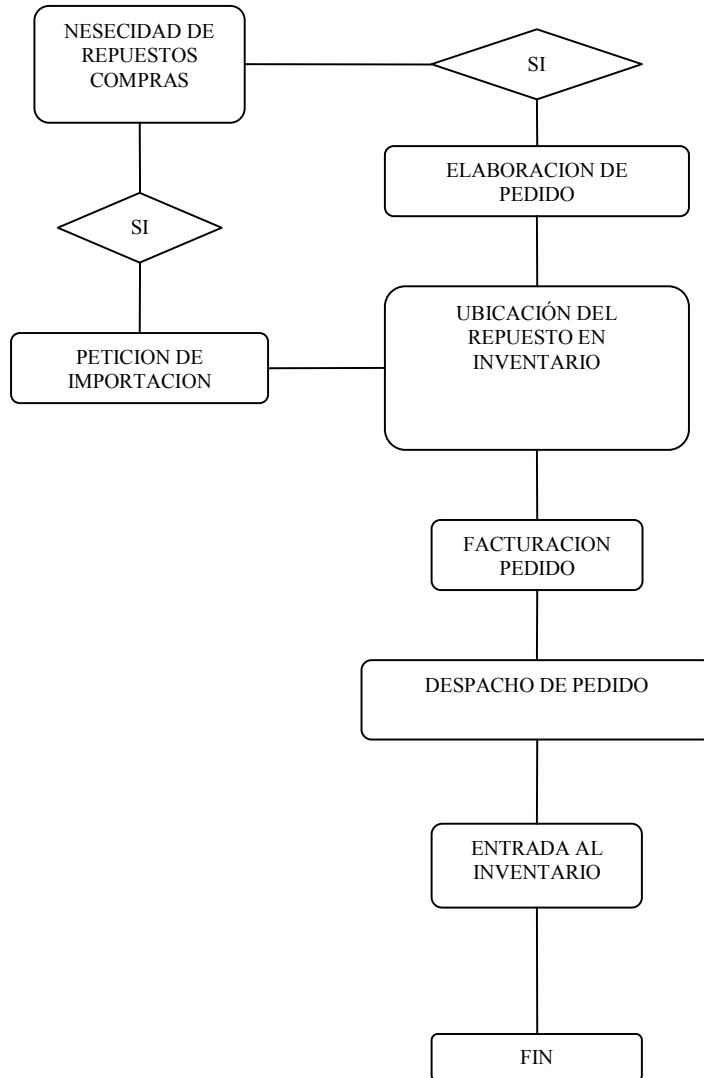 NESECIDAD DE
REPUESTOS
COMPRAS
SI
ELABORACION DE
PEDIDO
SI
UBICACIÓN DEL
REPUESTO EN
INVENTARIO
PETICION DE
IMPORTACION
FACTURACION
PEDIDO
DESPACHO DE PEDIDO
ENTRADA AL
INVENTARIO
FIN